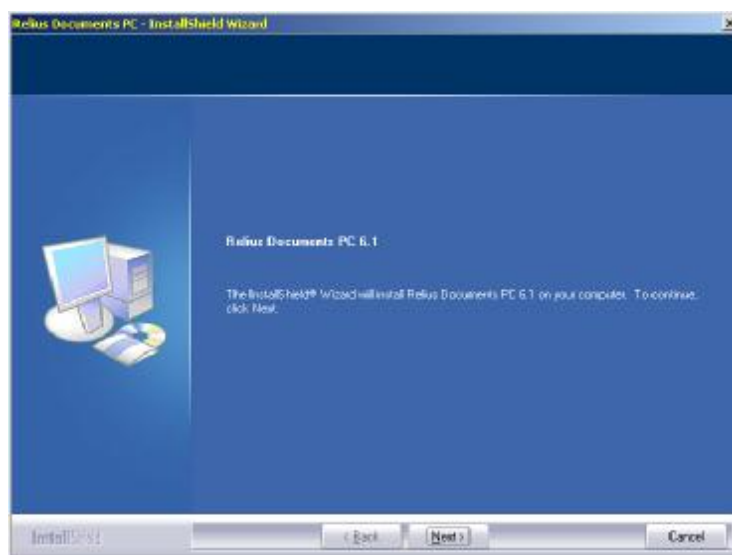 Relius Documents PC - InstallShield Wizard
Relius Documents PC 6.1
The InstallShield® Wizard will install Relius Documents PC 6.1 on your computer. To continue,
click Next.
InstallShield
< Back Next > Cancel